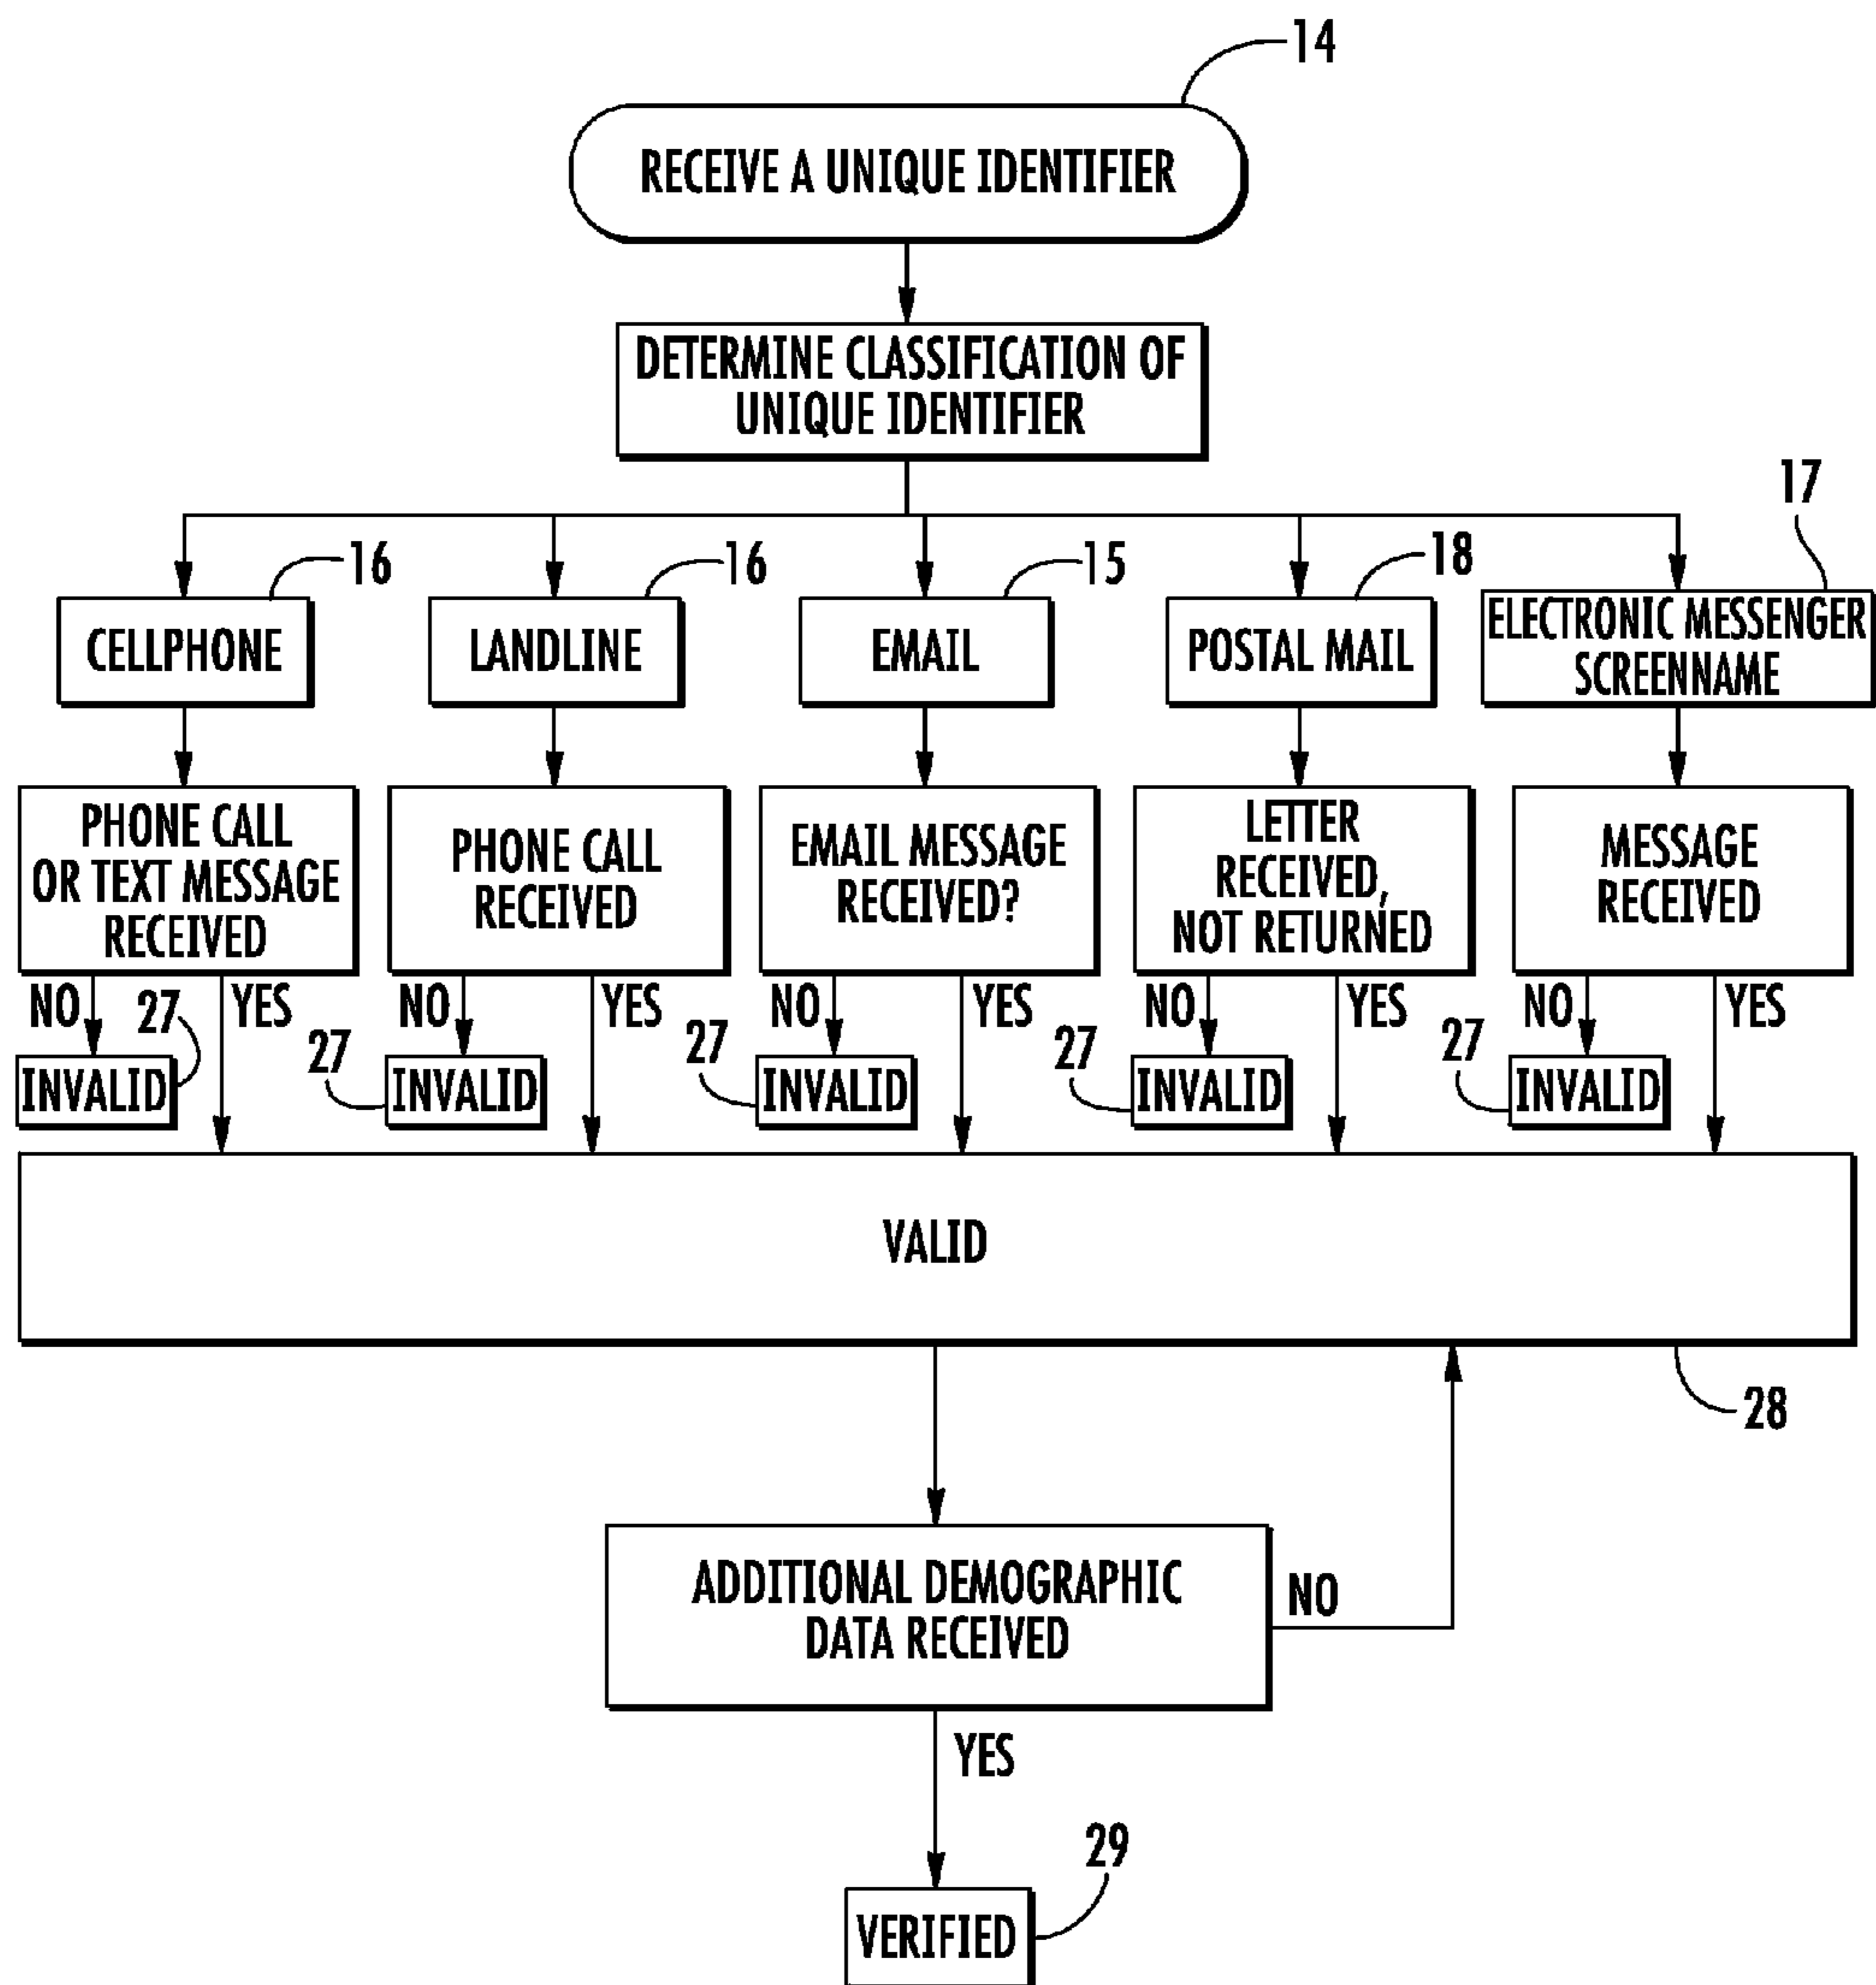 14
RECEIVE A UNIQUE IDENTIFIER
DETERMINE CLASSIFICATION OF
UNIQUE IDENTIFIER
16
CELLPHONE
16
LANDLINE
15
EMAIL
18
POSTAL MAIL
17
ELECTRONIC MESSENGER
SCREENNAME
PHONE CALL
OR TEXT MESSAGE
RECEIVED
PHONE CALL
RECEIVED
EMAIL MESSAGE
RECEIVED?
LETTER
RECEIVED,
NOT RETURNED
MESSAGE
RECEIVED
NO
27
YES
NO
YES
NO
YES
NO
YES
NO
YES
INVALID
27
INVALID
27
INVALID
27
INVALID
27
INVALID
VALID
28
ADDITIONAL DEMOGRAPHIC
DATA RECEIVED
NO
YES
29
VERIFIED